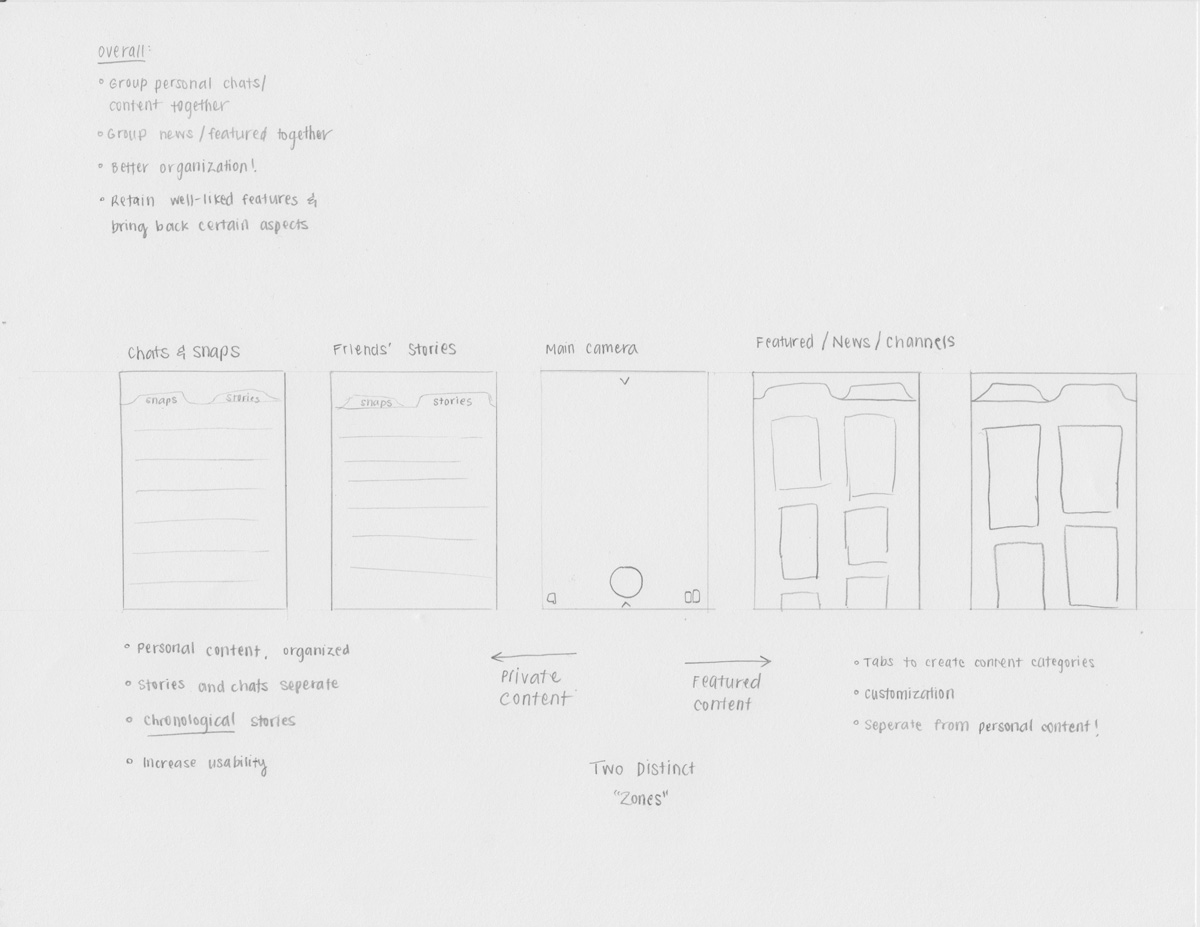 overall:
• Group personal chats/
content together
• Group news/featured together
• Better organization!
• Retain well-liked features &
bring back certain aspects
Chats & snaps
Friends' Stories
Main camera
Featured/News/Channels
snaps
stories
snaps
stories
• Personal content, organized
• Stories and chats seperate
• Chronological stories
• Increase usability
Private
content
Featured
content
• Tabs to create content categories
• customization
• Seperate from personal content!
Two Distinct
"Zones"